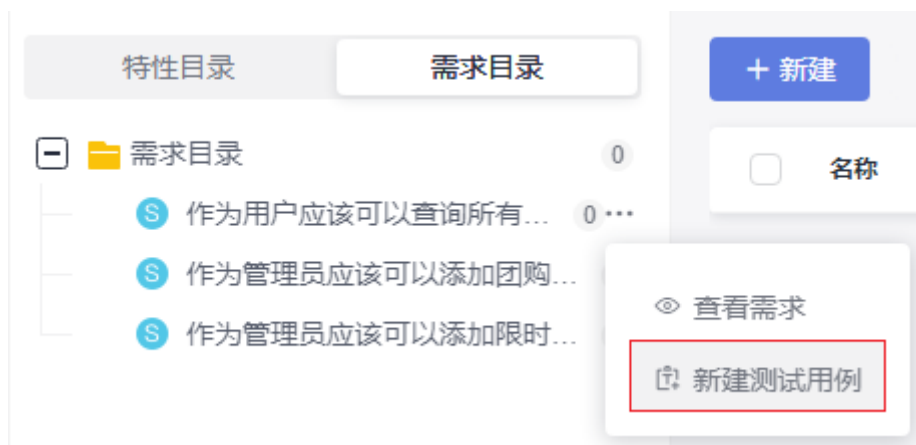 特性目录 需求目录 + 新建
需求目录 0 名称
S 作为用户应该可以查询所有... 0 ...
S 作为管理员应该可以添加团购...
查看需求
S 作为管理员应该可以添加限时...
新建测试用例